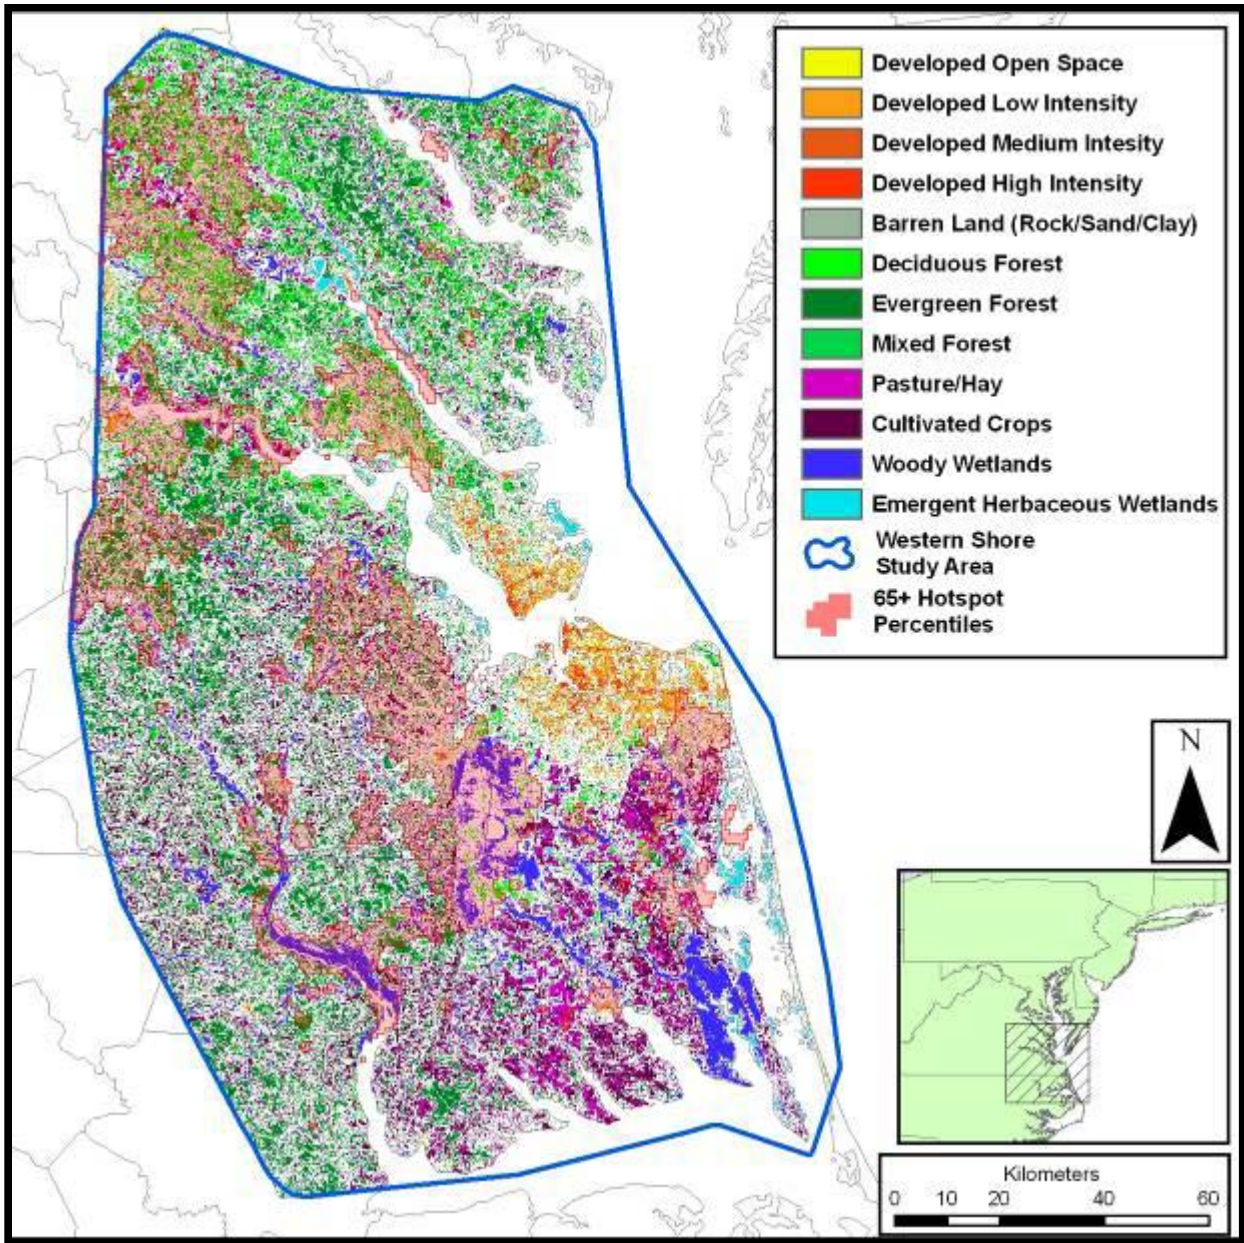 Developed Open Space
Developed Low Intensity
Developed Medium Intesity
Developed High Intensity
Barren Land (Rock/Sand/Clay)
Deciduous Forest
Evergreen Forest
Mixed Forest
Pasture/Hay
Cultivated Crops
Woody Wetlands
Emergent Herbaceous Wetlands
Western Shore
Study Area
65+ Hotspot
Percentiles
N
Kilometers
0 10 20 40 60